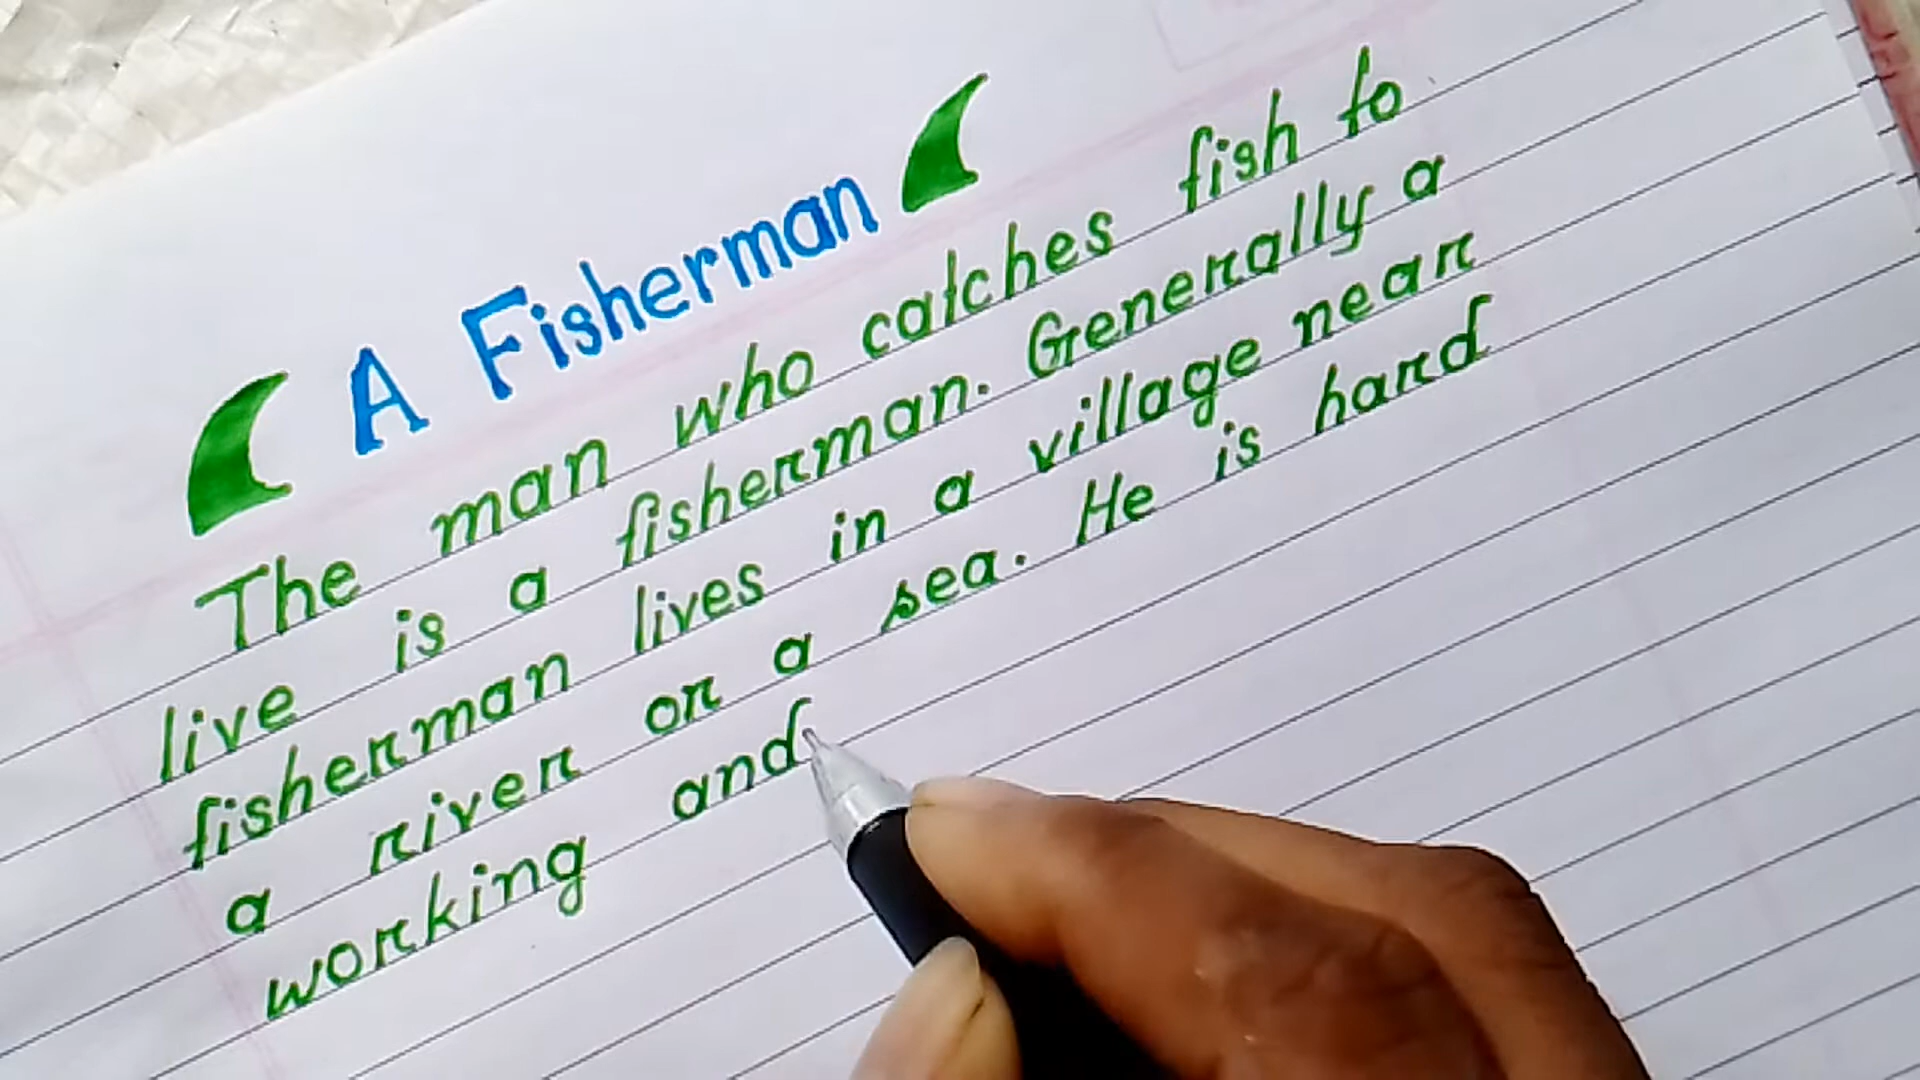 A Fisherman
The man who catches fish to
live is a fisherman. Generally a
fisherman lives in a village near
a river or a sea. He is hard
working and